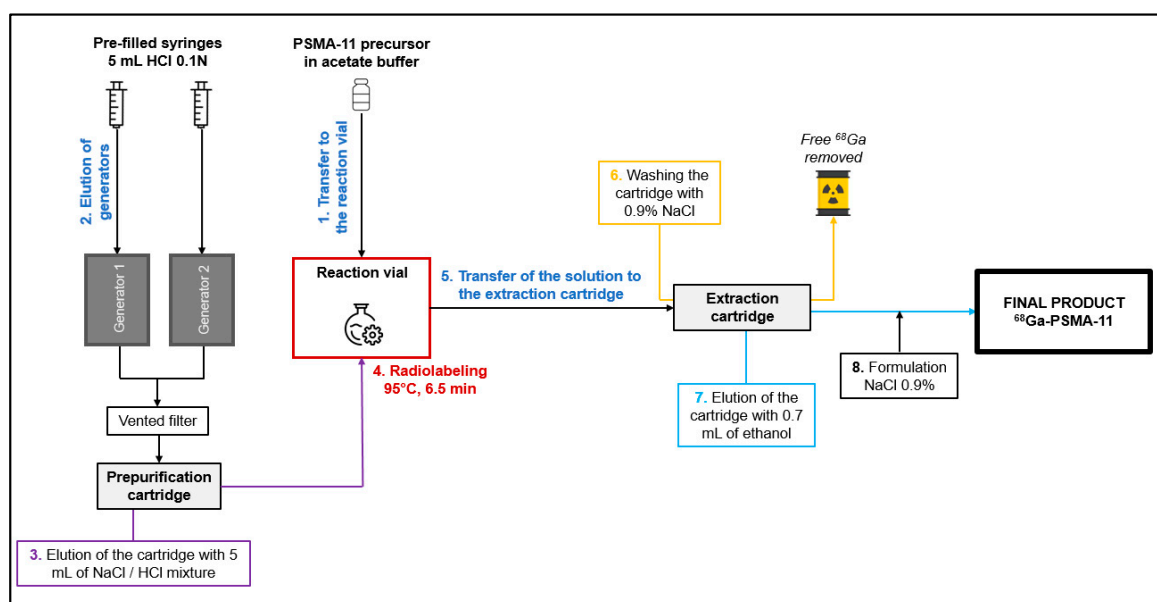 Pre-filled syringes
5 mL HCl 0.1N
PSMA-11 precursor
in acetate buffer
2. Elution of
generators
1. Transfer to
the reaction vial
Generator 1
Generator 2
Vented filter
Prepurification
cartridge
3. Elution of the cartridge with 5
mL of NaCl / HCl mixture
Reaction vial
4. Radiolabeling
95°C, 6.5 min
5. Transfer of the solution to
the extraction cartridge
6. Washing the
cartridge with
0.9% NaCl
Free ⁶⁸Ga
removed
Extraction
cartridge
7. Elution of the
cartridge with 0.7
mL of ethanol
8. Formulation
NaCl 0.9%
FINAL PRODUCT
⁶⁸Ga-PSMA-11